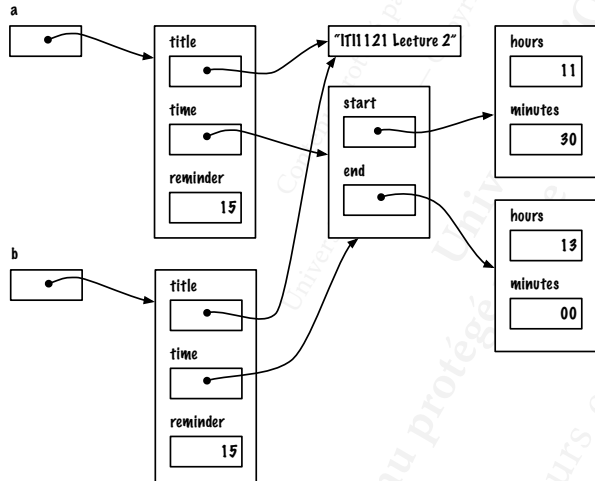 a
title
time
reminder
15
"ITI1121 Lecture 2"
start
end
hours
11
minutes
30
hours
13
minutes
00
b
title
time
reminder
15